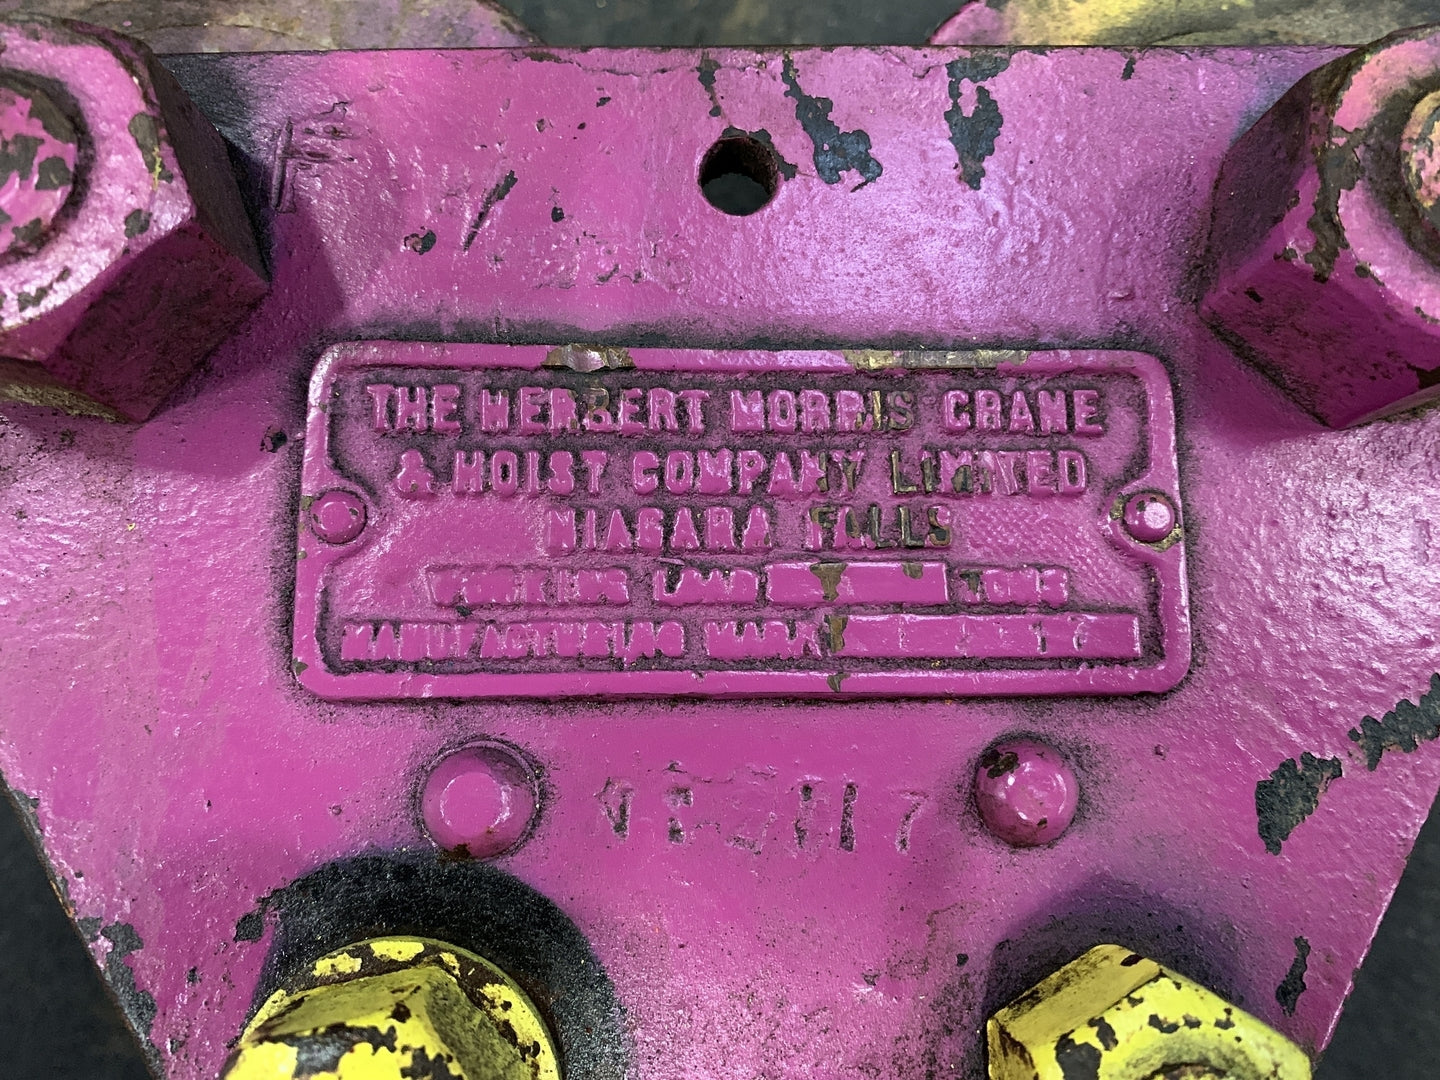 THE HERBERT MORRIS CRANE
& HOIST COMPANY LIMITED
NIAGARA FALLS
WORKING LOAD TONS
MANUFACTURING MARK